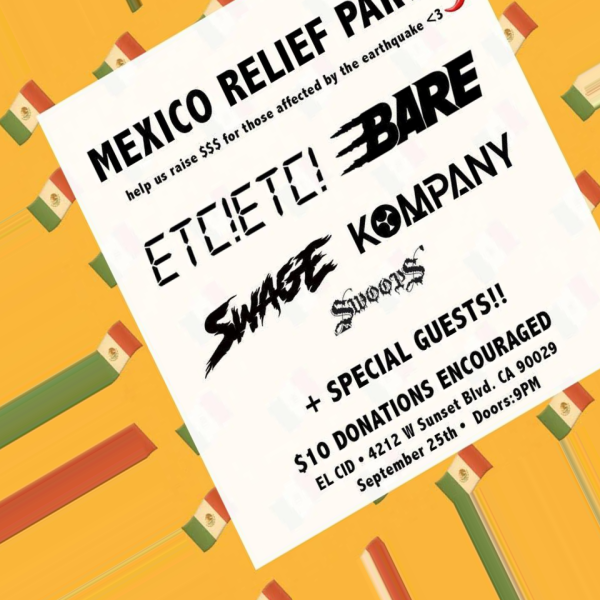 MEXICO RELIEF PAR
help us raise $$$ for those affected by the earthquake <3
ETC!ETC! BARE
SWAGE KOMPANY
SwoopS
+ SPECIAL GUESTS!!
$10 DONATIONS ENCOURAGED
EL CID • 4212 W Sunset Blvd. CA 90029
September 25th • Doors:9PM